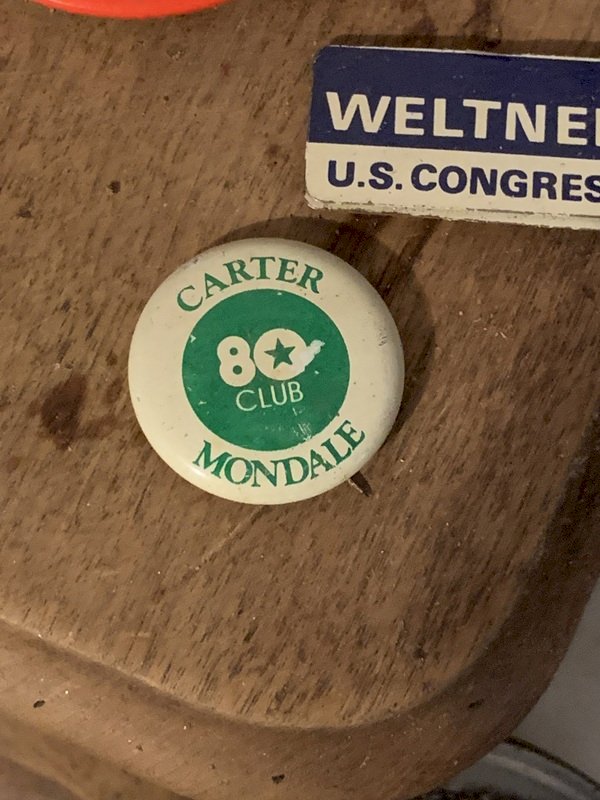 WELTNE
U.S. CONGRES
CARTER
80
CLUB
MONDALE